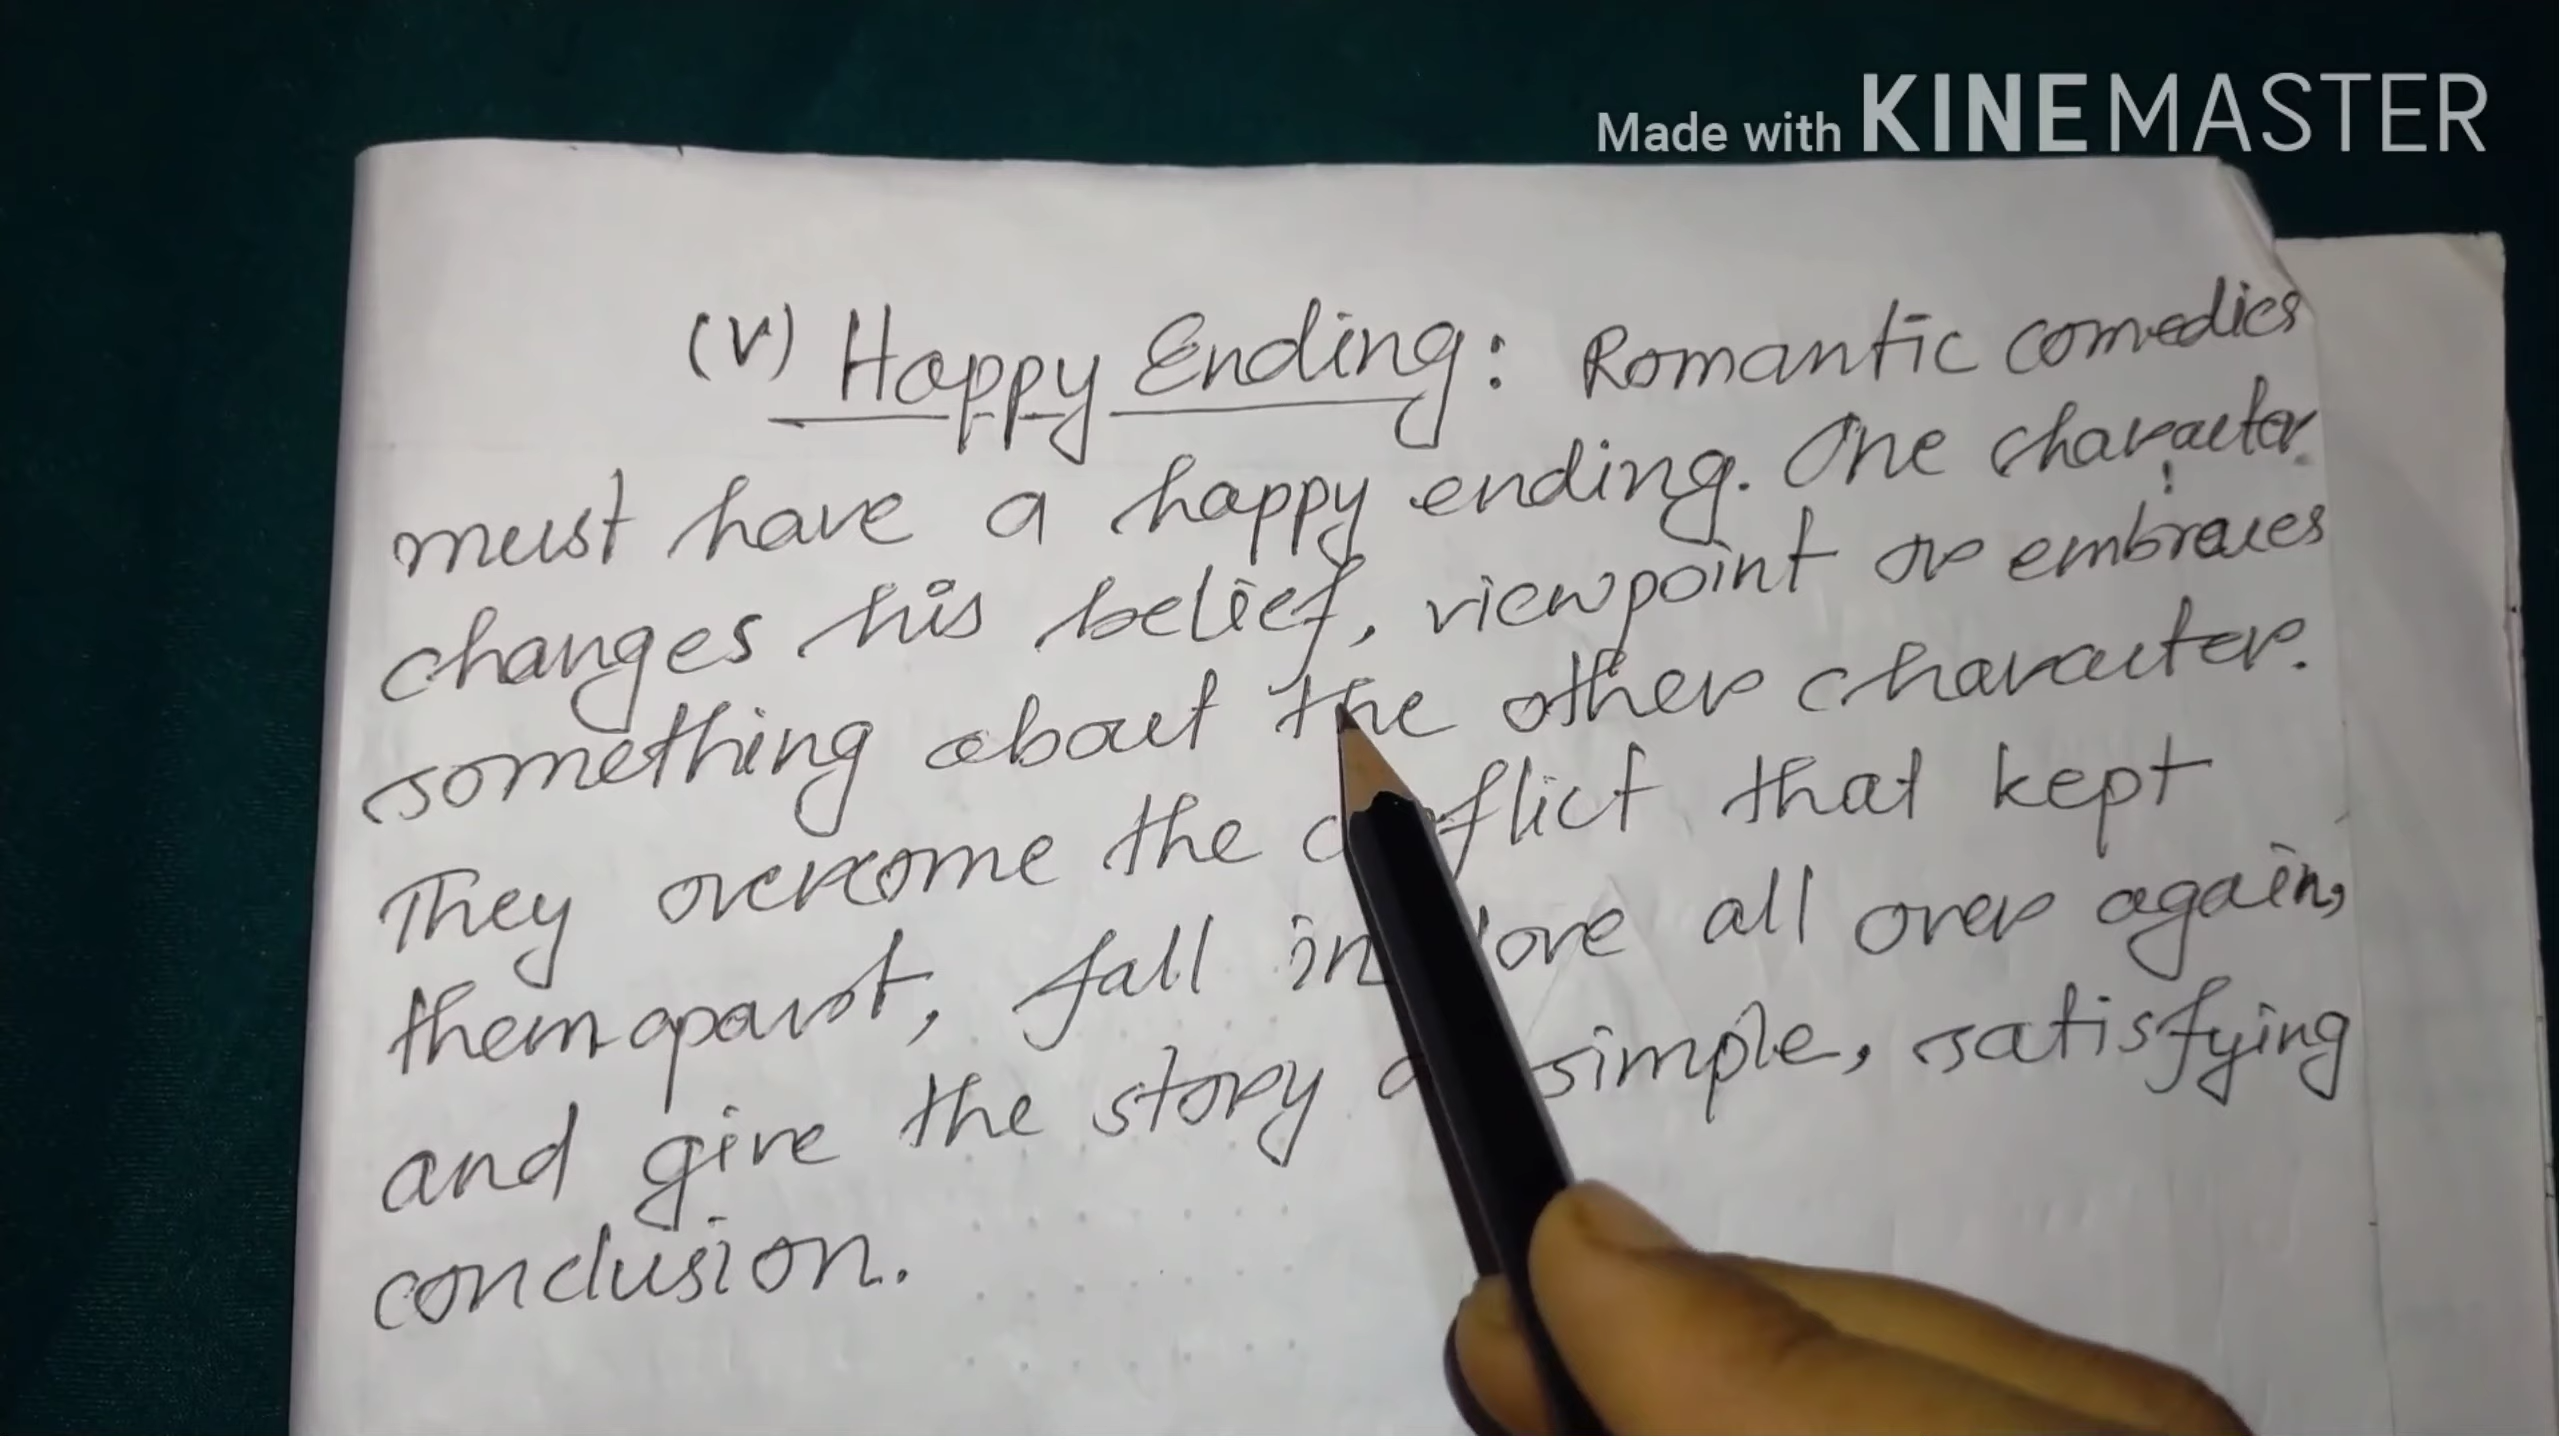 Made with KINEMASTER
(V) Happy Ending: Romantic comedies
must have a happy ending. One character
changes his belief, viewpoint or embraces
something about the other character.
They overcome the conflict that kept
them apart, fall in love all over again,
and give the story a simple, satisfying
conclusion.